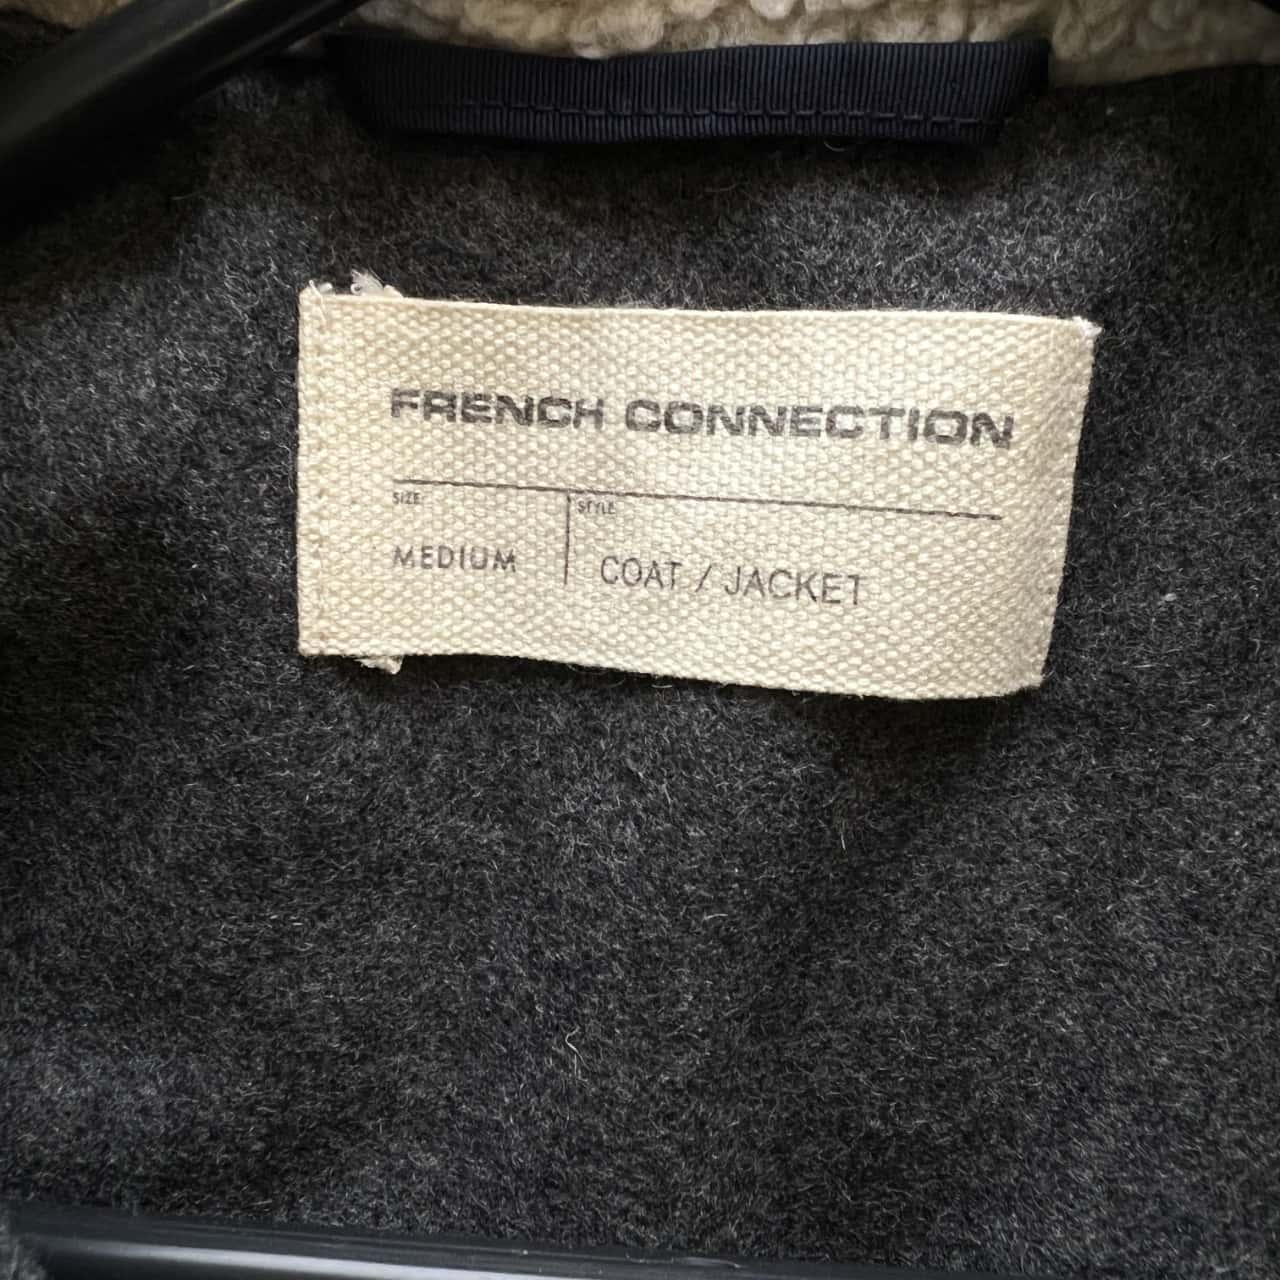 FRENCH CONNECTION
SIZE STYLE
MEDIUM COAT / JACKET